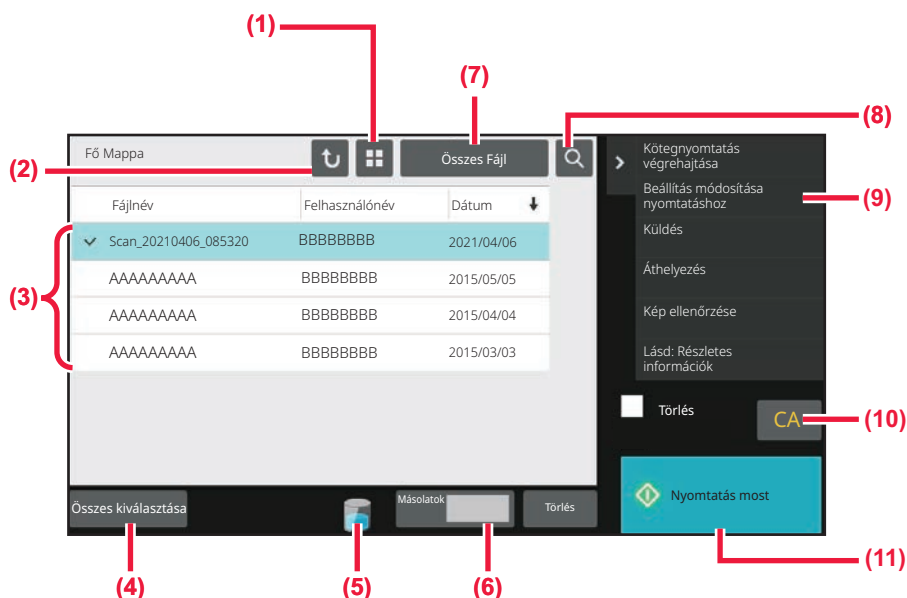 (1)
(7)
(8)
(2)
Fő Mappa
Összes Fájl
Kötegnyomtatás
végrehajtása
Beállítás módosítása
nyomtatáshoz
(9)
Fájlnév Felhasználónév Dátum
Küldés
(3)
Scan_20210406_085320 BBBBBBBB 2021/04/06
AAAAAAAAA BBBBBBBB 2015/05/05
AAAAAAAAA BBBBBBBB 2015/04/04
AAAAAAAAA BBBBBBBB 2015/03/03
Áthelyezés
Kép ellenőrzése
Lásd: Részletes
információk
Törlés
CA
(10)
Összes kiválasztása
Másolatok
Törlés
Nyomtatás most
(4)
(5)
(6)
(11)